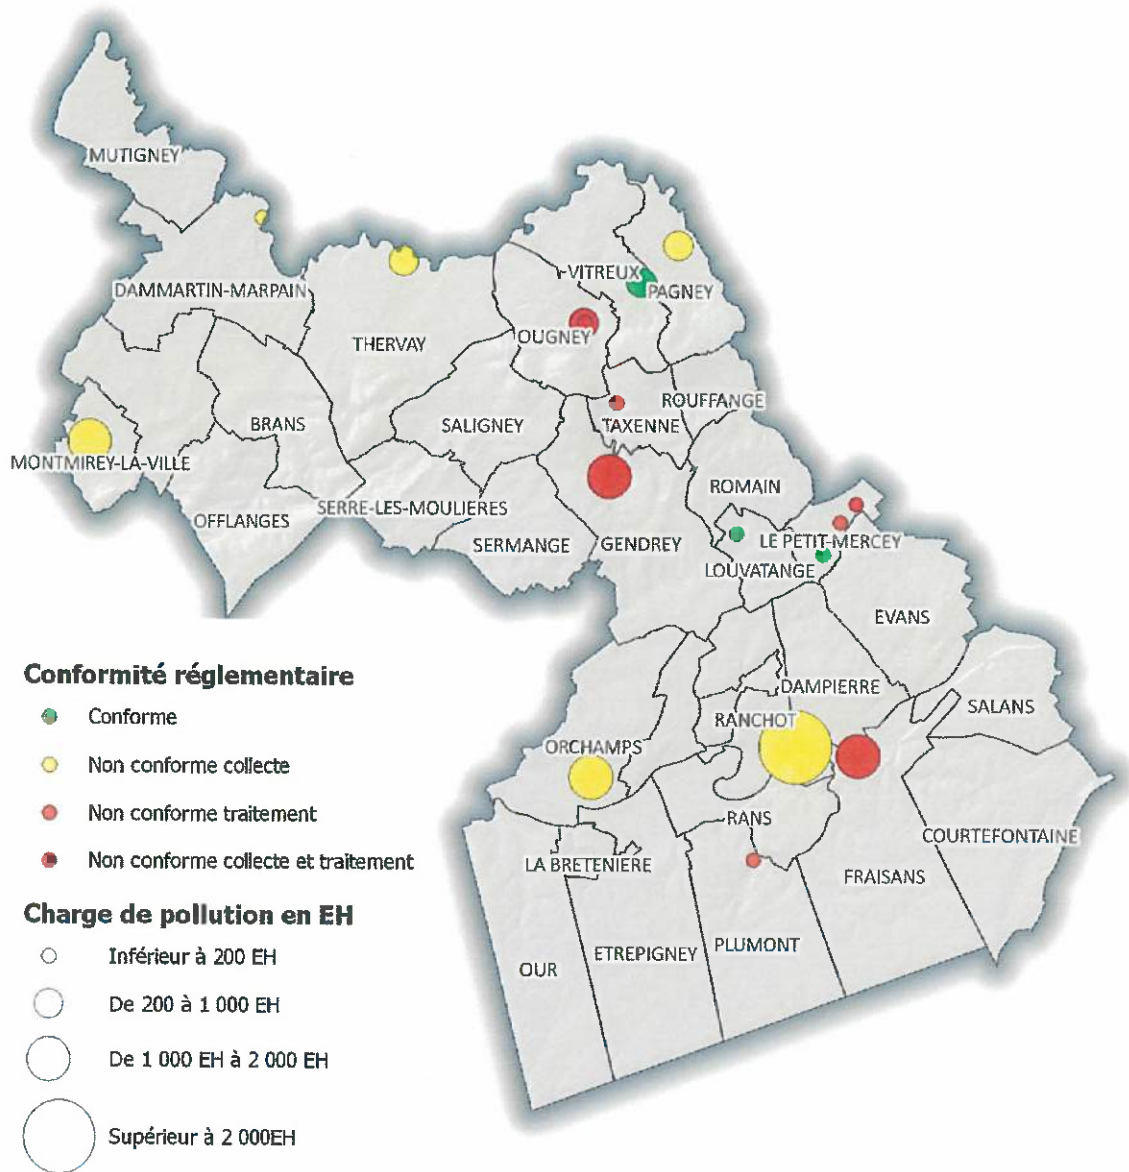 MUTIGNEY
DAMMARTIN-MARPAIN
VITREUX
PAGNEY
THERVAY
OUGNEY
ROUFFANGE
BRANS
SALIGNEY
TAXENNE
MONTMIREY-LA-VILLE
ROMAIN
OFFLANGES
SERRE-LES-MOULIERES
SERMANGE
GENDREY
LE PETIT-MERCEY
LOUVATANGE
EVANS
DAMPIERRE
SALANS
RANCHOT
ORCHAMPS
RANS
COURTEFONTAINE
LA BRETENIERE
FRAISANS
ETREPIGNEY
PLUMONT
OUR
Conformité réglementaire
Conforme
Non conforme collecte
Non conforme traitement
Non conforme collecte et traitement
Charge de pollution en EH
Inférieur à 200 EH
De 200 à 1 000 EH
De 1 000 EH à 2 000 EH
Supérieur à 2 000EH